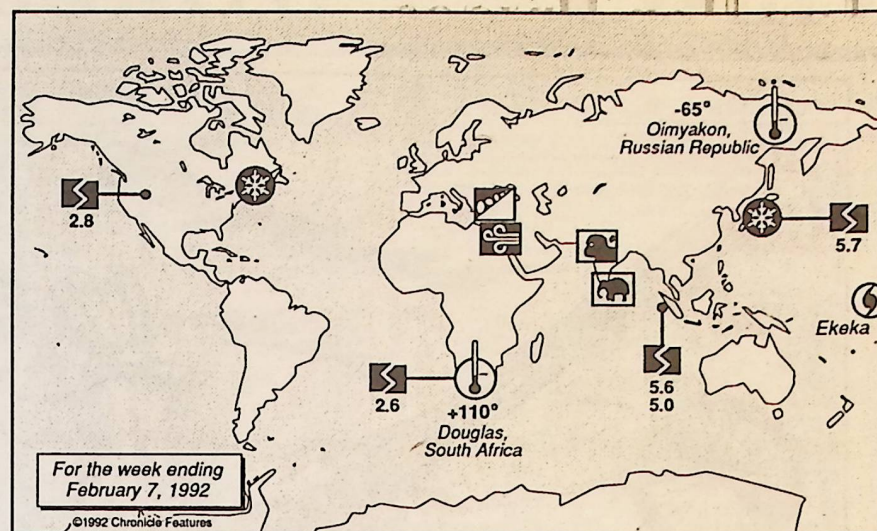 -65°
Oimyakon,
Russian Republic
2.8
5.7
Ekeka
5.6
5.0
2.6
+110°
Douglas,
South Africa
For the week ending
February 7, 1992
©1992 Chronicle Features